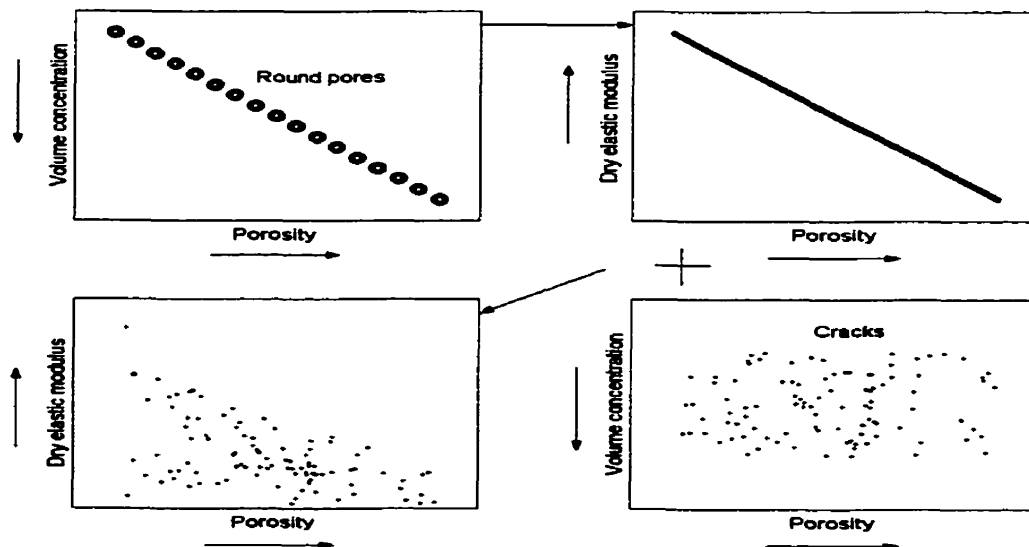 Volume concentration
Round pores
Porosity
Dry elastic modulus
Porosity
Dry elastic modulus
Porosity
Cracks
Volume concentration
Porosity